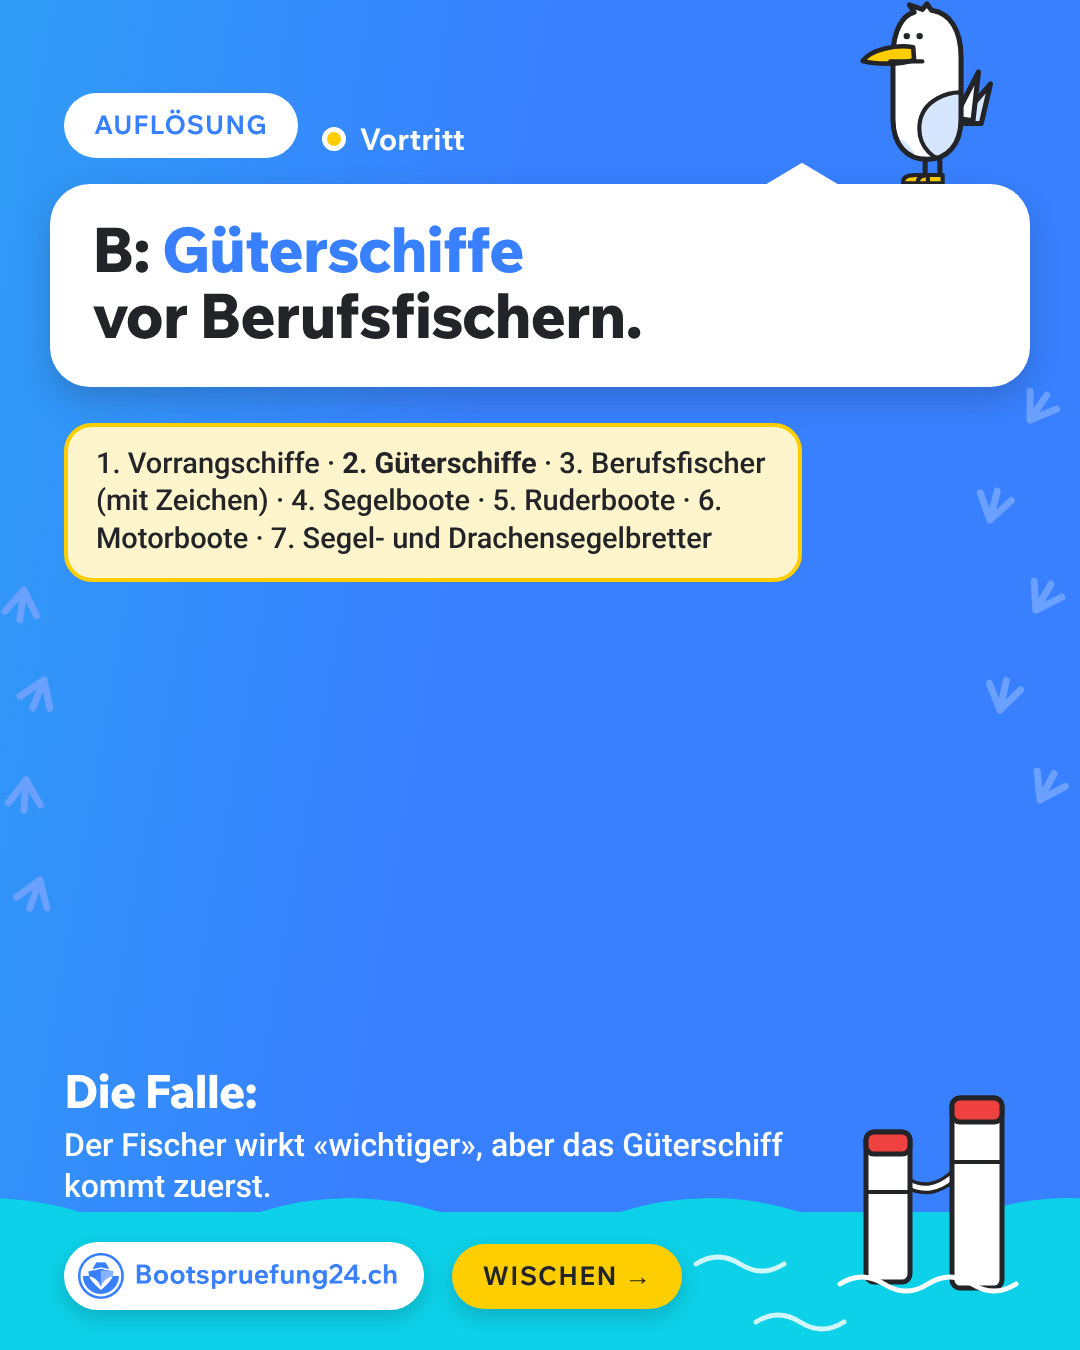 AUFLÖSUNG
Vortritt
B: Güterschiffe
vor Berufsfischern.
1. Vorrangschiffe · 2. Güterschiffe · 3. Berufsfischer
(mit Zeichen) · 4. Segelboote · 5. Ruderboote · 6.
Motorboote · 7. Segel- und Drachensegelbretter
Die Falle:
Der Fischer wirkt «wichtiger», aber das Güterschiff
kommt zuerst.
Bootspruefung24.ch
WISCHEN →